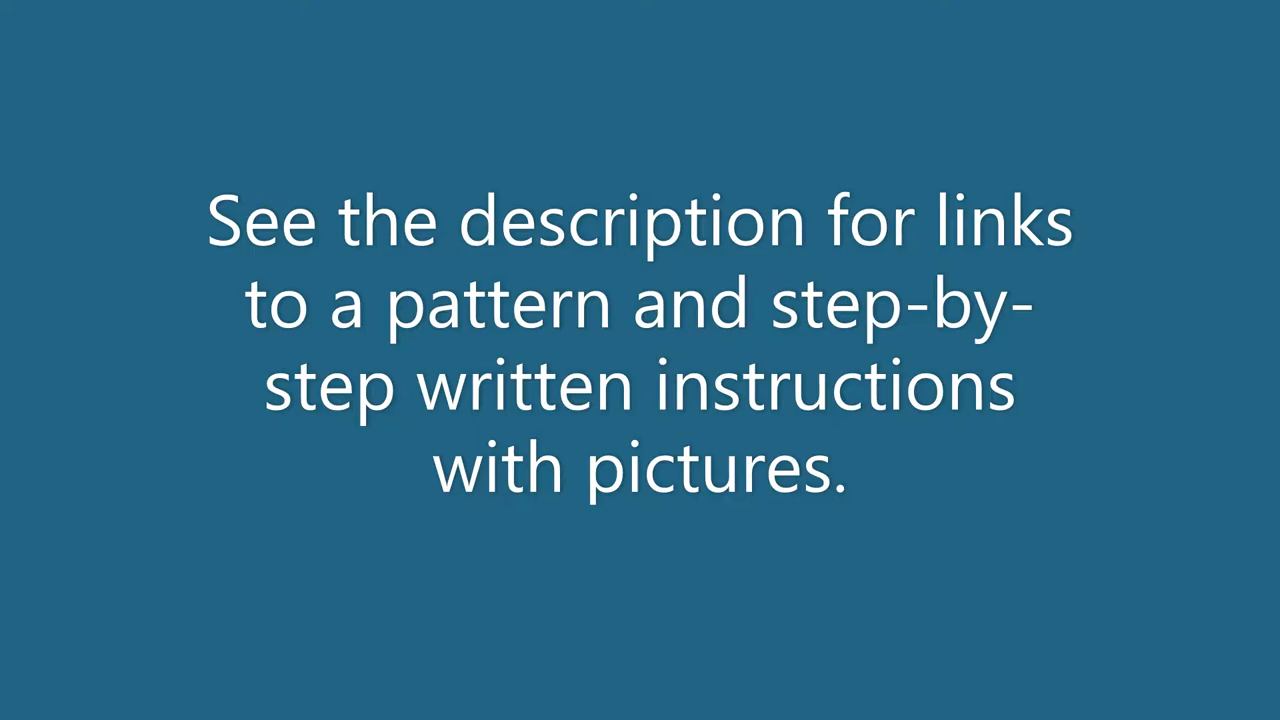 See the description for links
to a pattern and step-by-
step written instructions
with pictures.